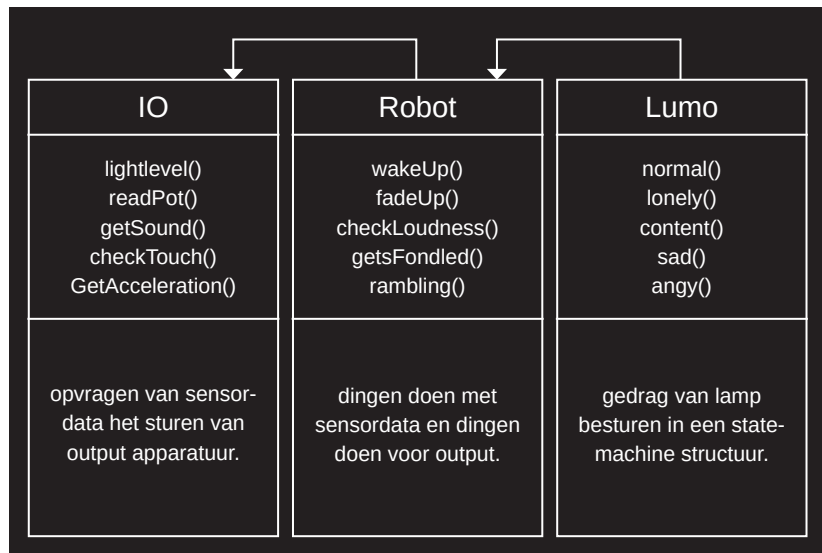 IO
lightlevel()
readPot()
getSound()
checkTouch()
GetAcceleration()
opvragen van sensor-
data het sturen van
output apparatuur.
Robot
wakeUp()
fadeUp()
checkLoudness()
getsFondled()
rambling()
dingen doen met
sensordata en dingen
doen voor output.
Lumo
normal()
lonely()
content()
sad()
angy()
gedrag van lamp
besturen in een state-
machine structuur.